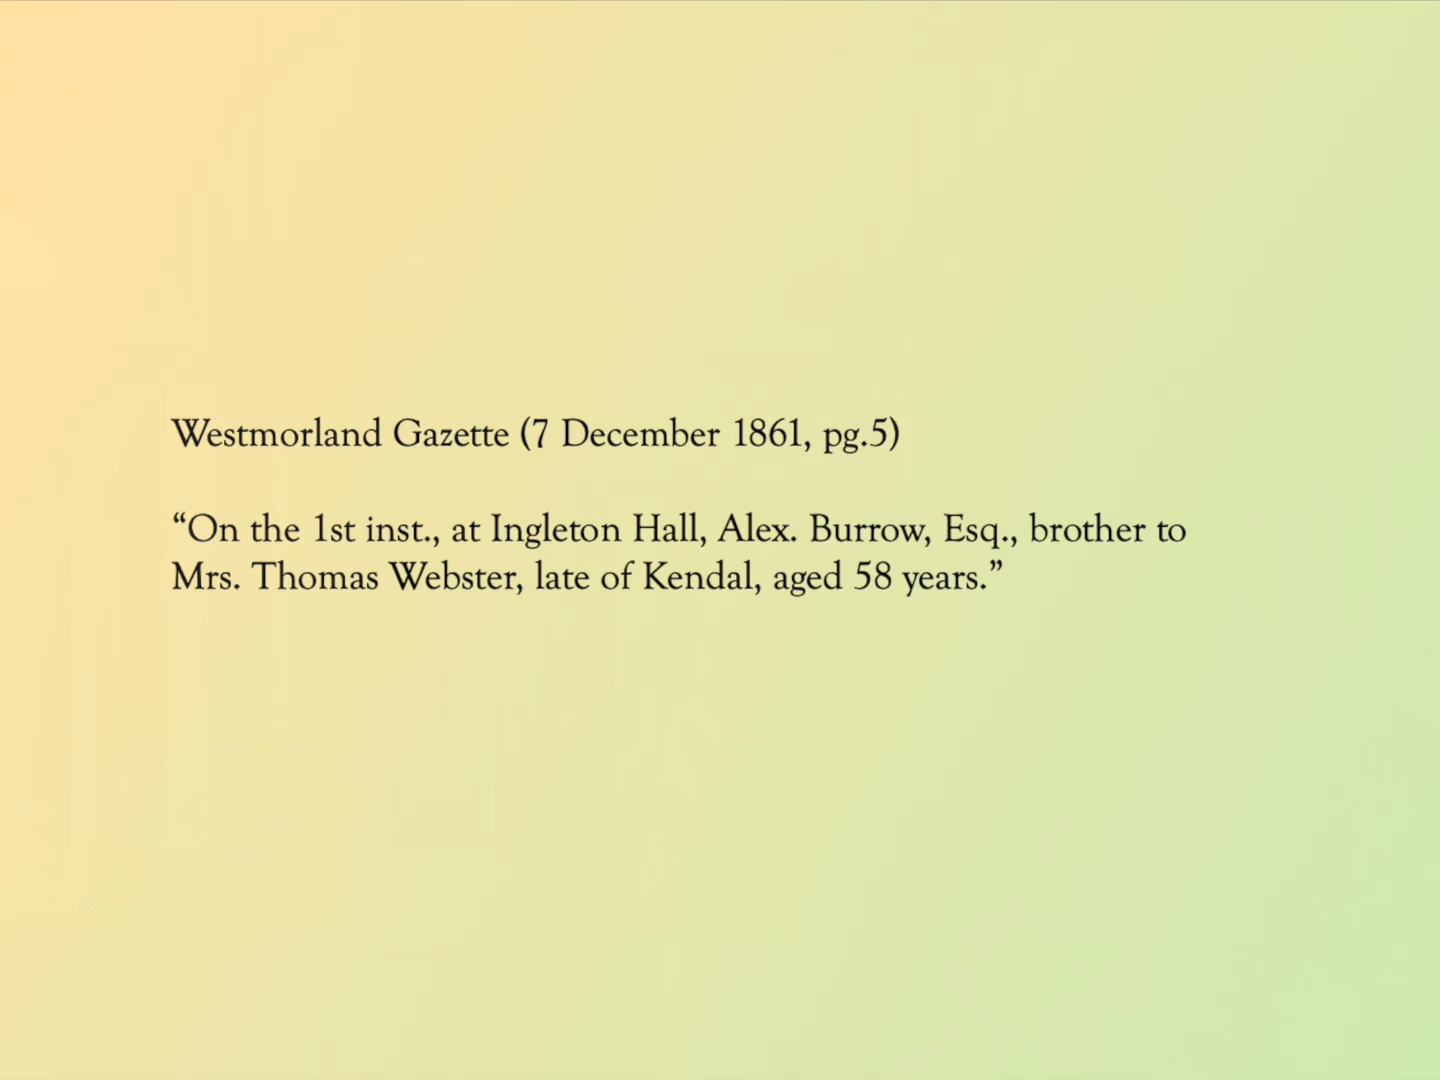 Westmorland Gazette (7 December 1861, pg.5)
“On the 1st inst., at Ingleton Hall, Alex. Burrow, Esq., brother to
Mrs. Thomas Webster, late of Kendal, aged 58 years.”